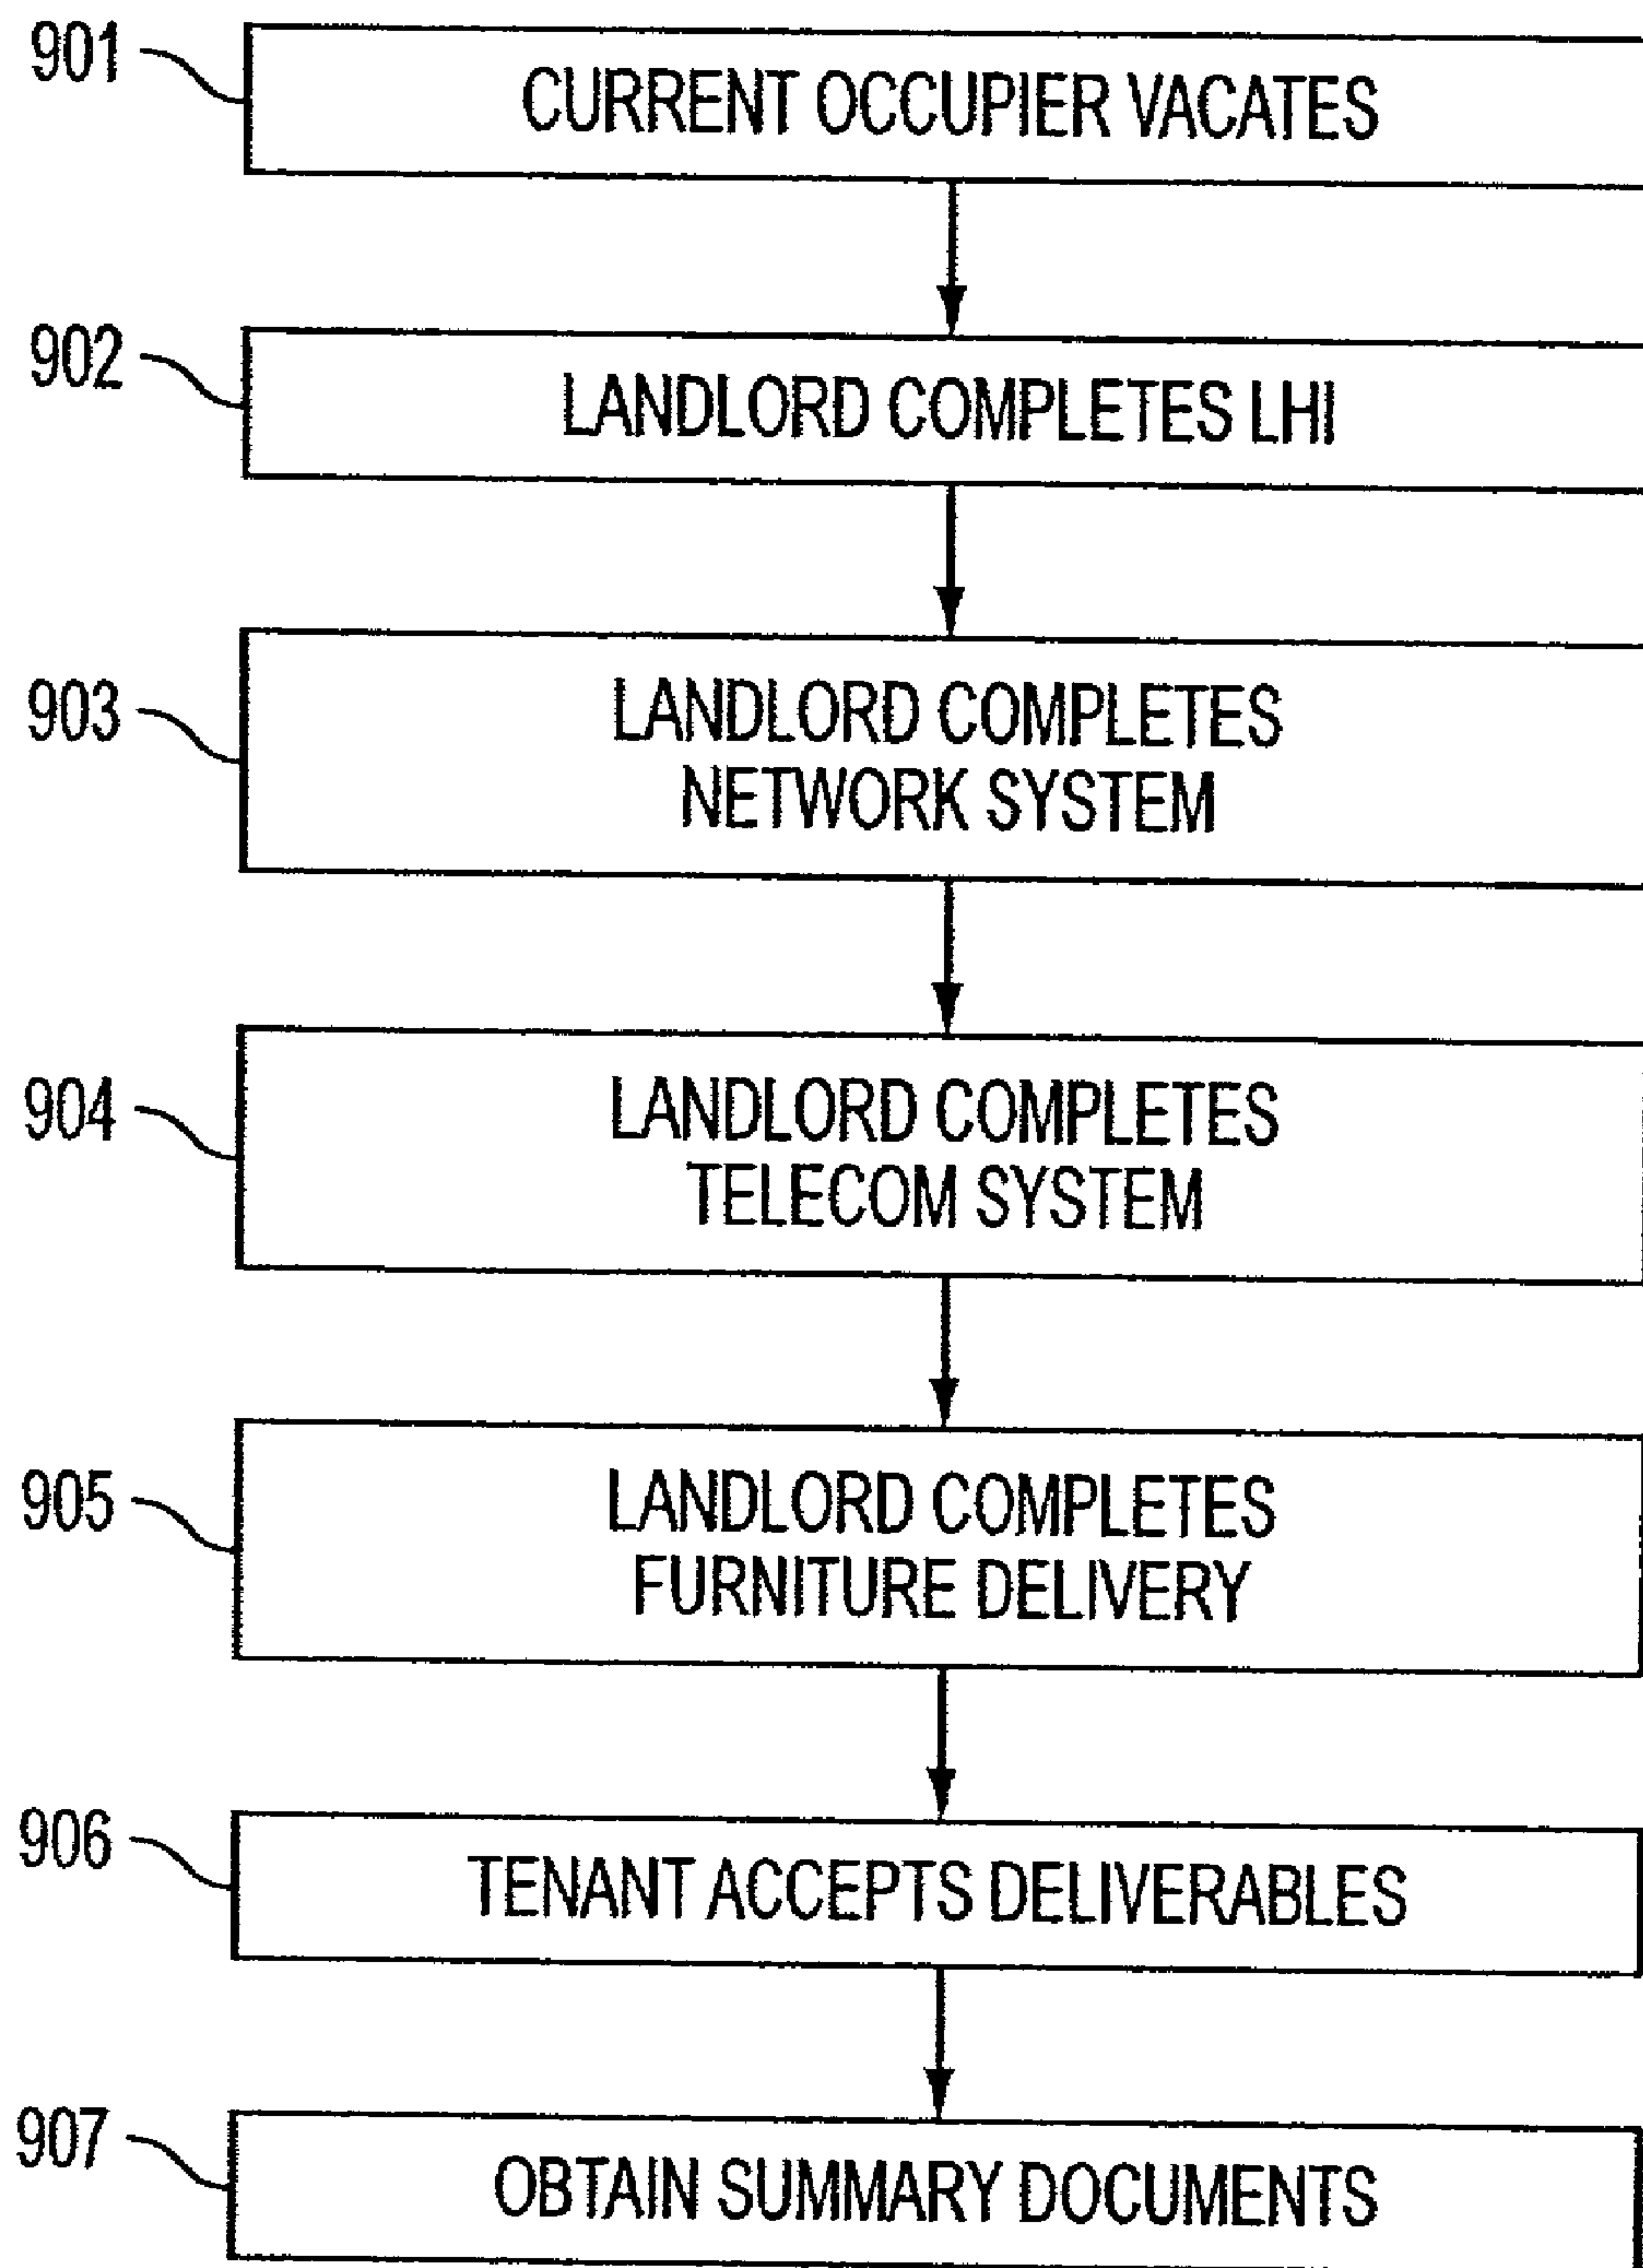 901 CURRENT OCCUPIER VACATES
902 LANDLORD COMPLETES LHI
903 LANDLORD COMPLETES
NETWORK SYSTEM
904 LANDLORD COMPLETES
TELECOM SYSTEM
905 LANDLORD COMPLETES
FURNITURE DELIVERY
906 TENANT ACCEPTS DELIVERABLES
907 OBTAIN SUMMARY DOCUMENTS